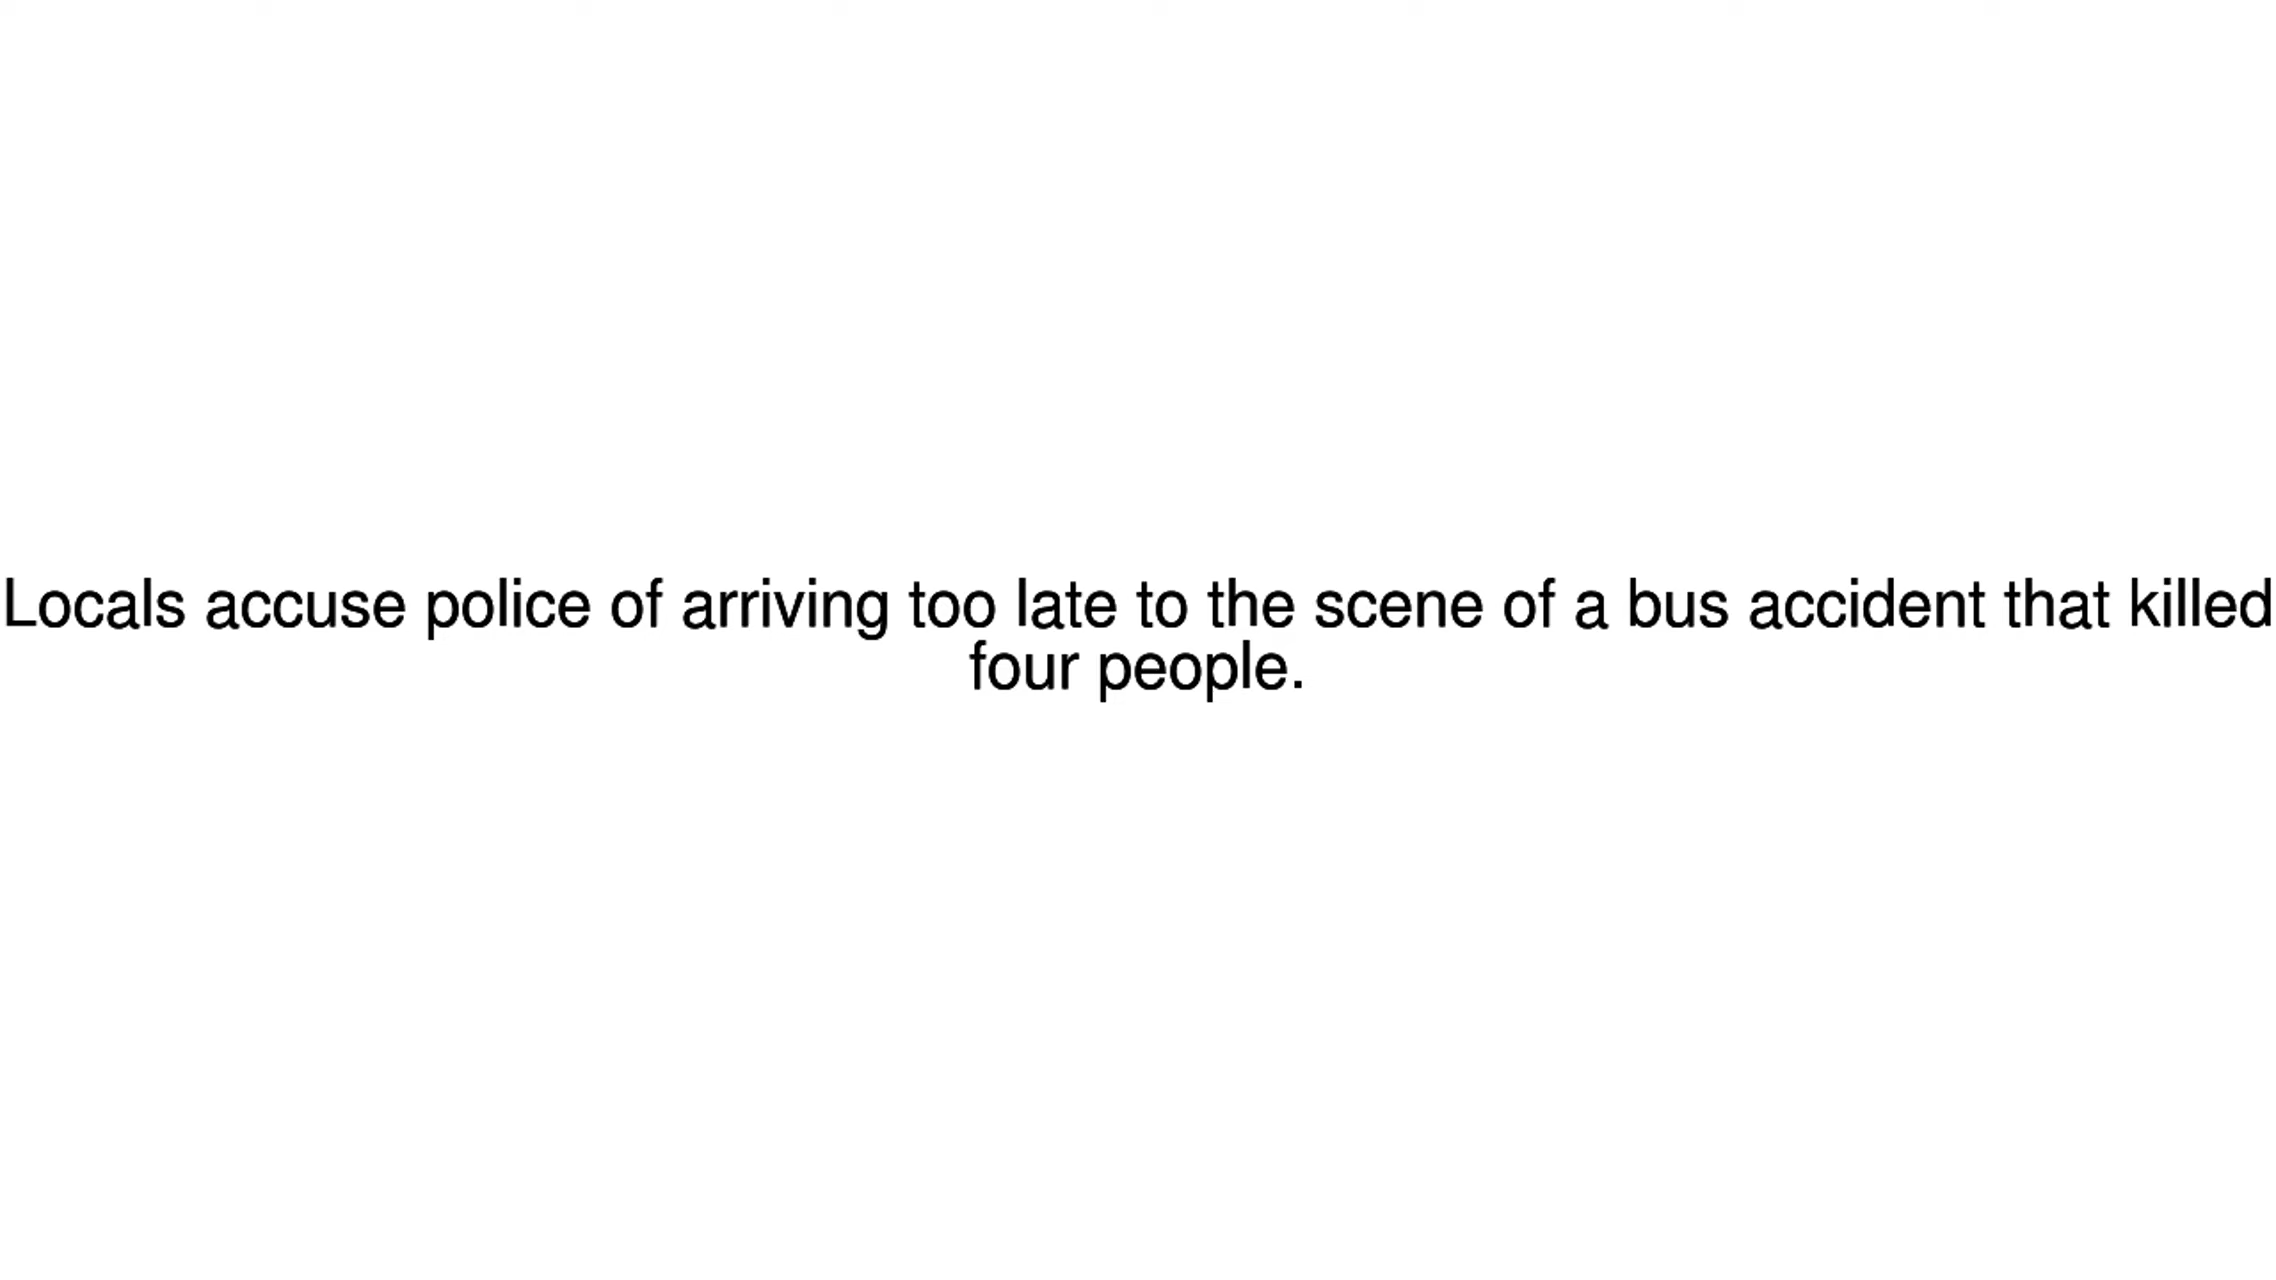 Locals accuse police of arriving too late to the scene of a bus accident that killed
four people.